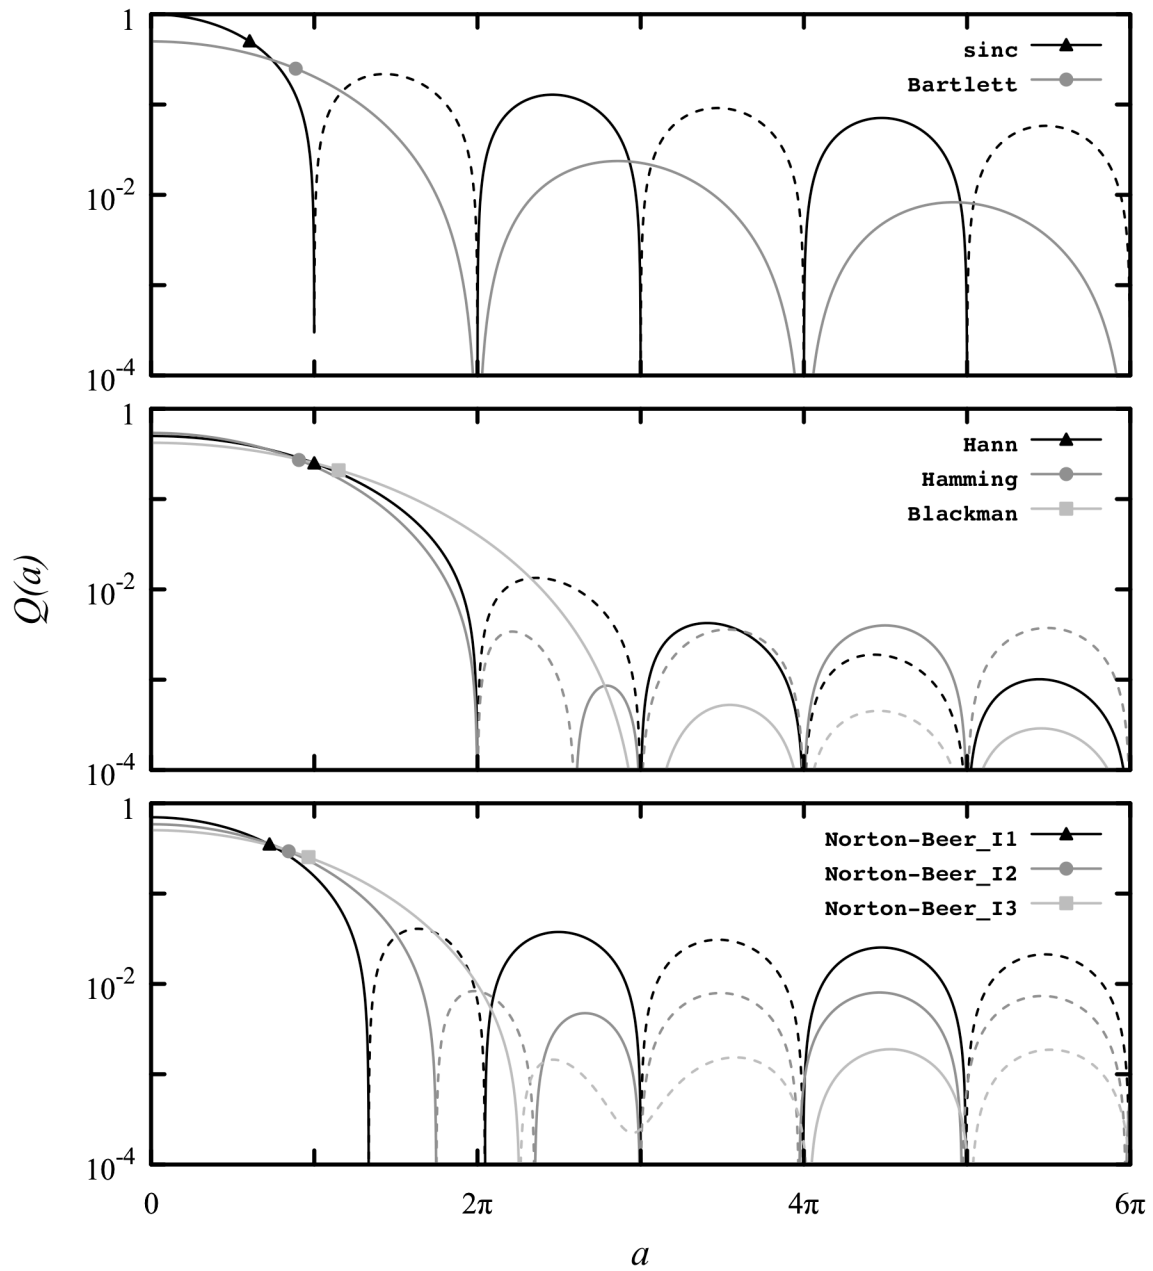 1
10-2
10-4
sinc
Bartlett
1
10-2
10-4
Hann
Hamming
Blackman
Q(a)
1
10-2
10-4
Norton-Beer_I1
Norton-Beer_I2
Norton-Beer_I3
0 2π 4π 6π
a